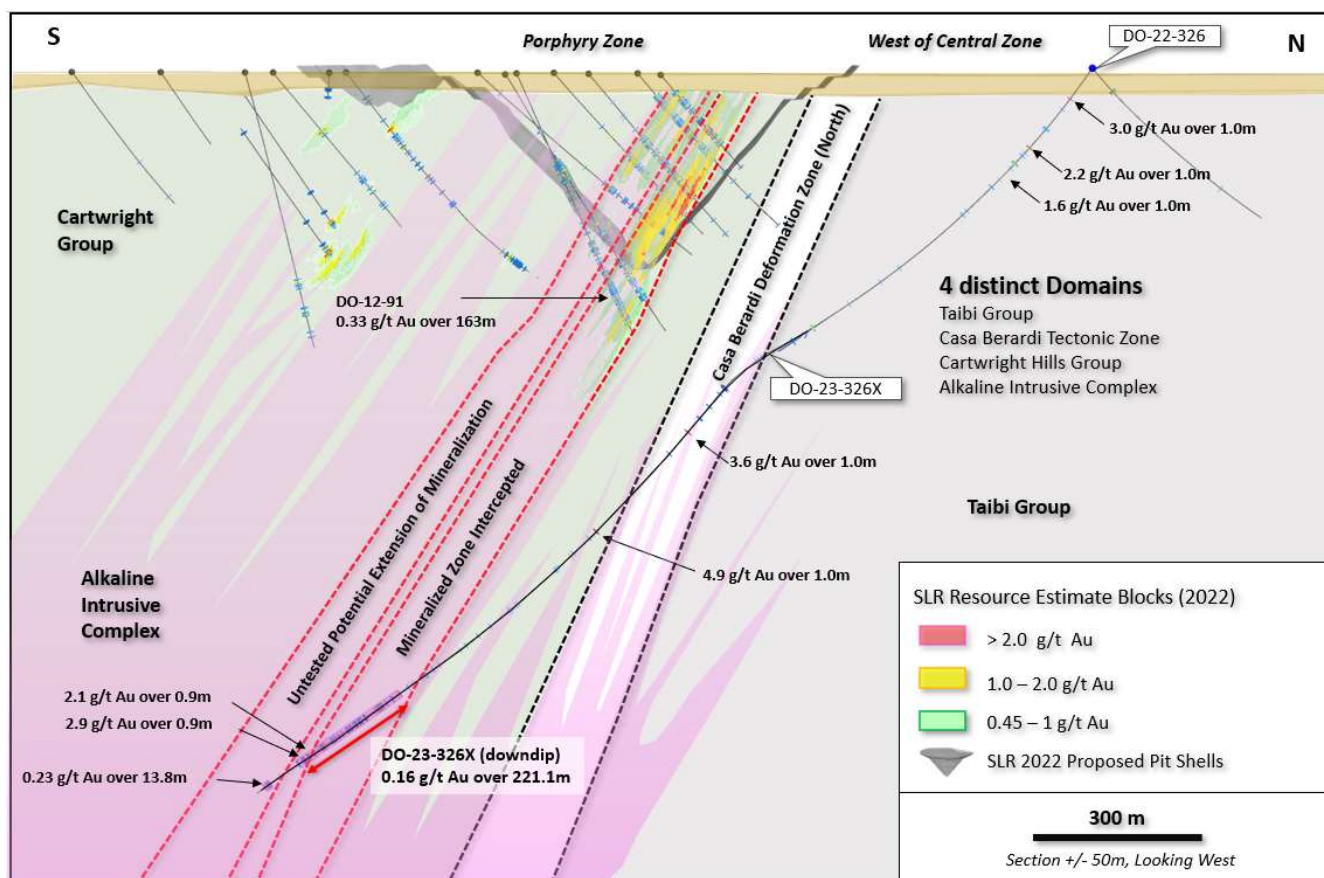 S
Porphyry Zone
West of Central Zone
DO-22-326
N
3.0 g/t Au over 1.0m
2.2 g/t Au over 1.0m
1.6 g/t Au over 1.0m
Cartwright
Group
Casa Berardi Deformation Zone (North)
DO-12-91
0.33 g/t Au over 163m
4 distinct Domains
Taibi Group
Casa Berardi Tectonic Zone
Cartwright Hills Group
Alkaline Intrusive Complex
DO-23-326X
3.6 g/t Au over 1.0m
Untested Potential Extension of Mineralization
Mineralized Zone Intercepted
Taibi Group
4.9 g/t Au over 1.0m
Alkaline
Intrusive
Complex
2.1 g/t Au over 0.9m
2.9 g/t Au over 0.9m
0.23 g/t Au over 13.8m
DO-23-326X (downdip)
0.16 g/t Au over 221.1m
SLR Resource Estimate Blocks (2022)
> 2.0 g/t Au
1.0 – 2.0 g/t Au
0.45 – 1 g/t Au
SLR 2022 Proposed Pit Shells
300 m
Section +/- 50m, Looking West